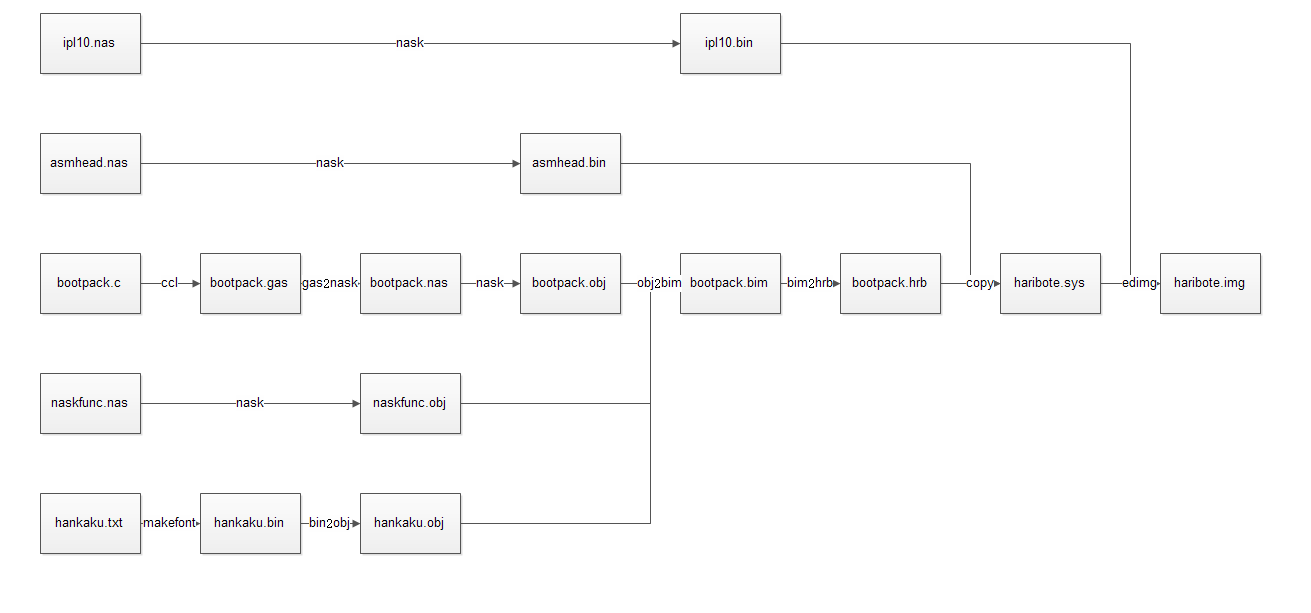 ipl10.nas nask ipl10.bin
asmhead.nas nask asmhead.bin
bootpack.c ccl bootpack.gas gas2nask bootpack.nas nask bootpack.obj obj2bim bootpack.bim bim2hrb bootpack.hrb copy haribote.sys edimg haribote.img
naskfunc.nas nask naskfunc.obj
hankaku.txt makefont hankaku.bin bin2obj hankaku.obj